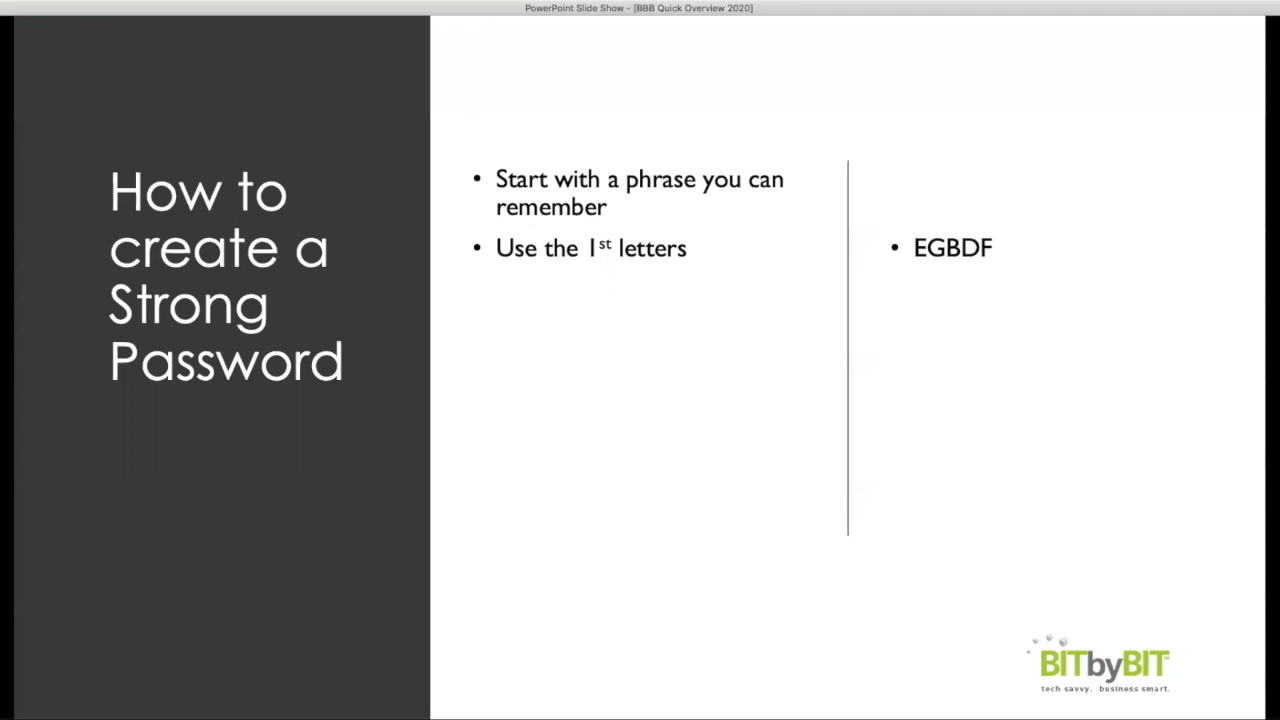 PowerPoint Slide Show - [BBB Quick Overview 2020]
How to
create a
Strong
Password
• Start with a phrase you can
remember
• Use the 1st letters
• EGBDF
BITbyBIT™
tech savvy. business smart.